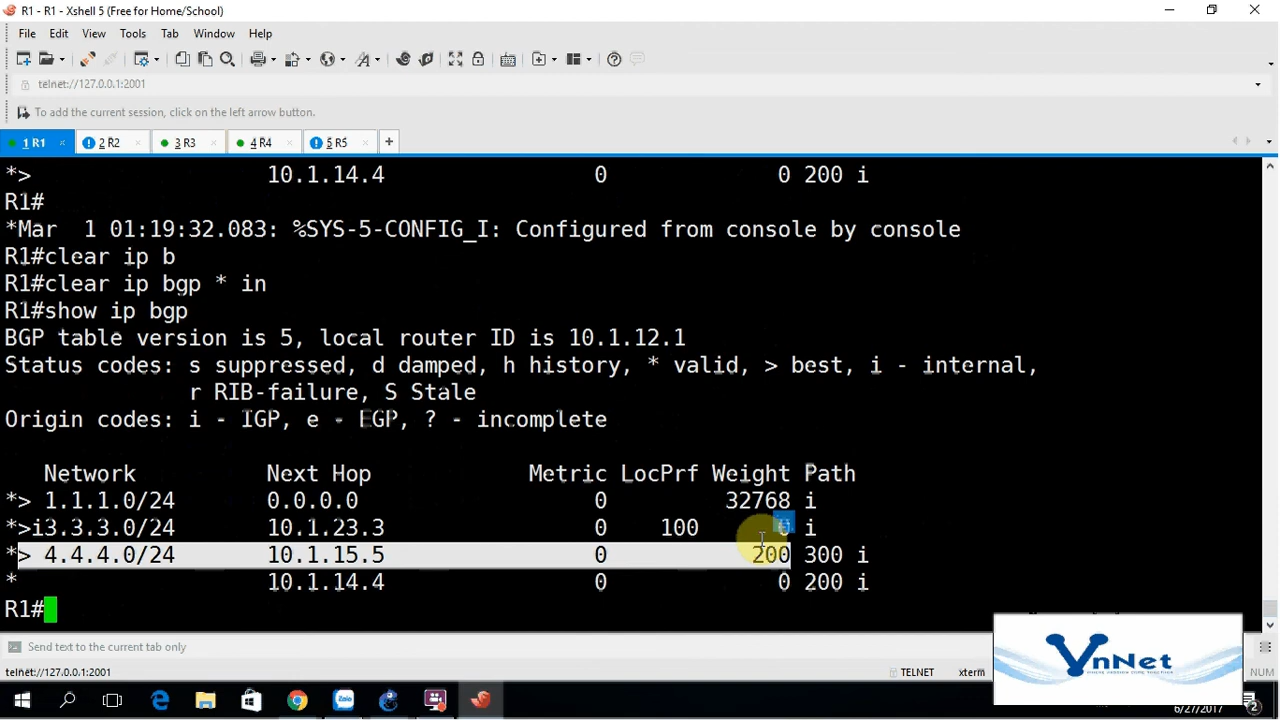 R1 - R1 - Xshell 5 (Free for Home/School)
File Edit View Tools Tab Window Help
telnet://127.0.0.1:2001
To add the current session, click on the left arrow button.
1 R1 2 R2 3 R3 4 R4 5 R5
*> 10.1.14.4 0 0 200 i
R1#
*Mar 1 01:19:32.083: %SYS-5-CONFIG_I: Configured from console by console
R1#clear ip b
R1#clear ip bgp * in
R1#show ip bgp
BGP table version is 5, local router ID is 10.1.12.1
Status codes: s suppressed, d damped, h history, * valid, > best, i - internal,
r RIB-failure, S Stale
Origin codes: i - IGP, e - EGP, ? - incomplete
Network Next Hop Metric LocPrf Weight Path
*> 1.1.1.0/24 0.0.0.0 0 32768 i
*>i3.3.3.0/24 10.1.23.3 0 100 0 i
*> 4.4.4.0/24 10.1.15.5 0 200 300 i
* 10.1.14.4 0 0 200 i
R1#
Send text to the current tab only
telnet://127.0.0.1:2001 TELNET xterm NUM
VnNet
Zalo
6/27/2017 2